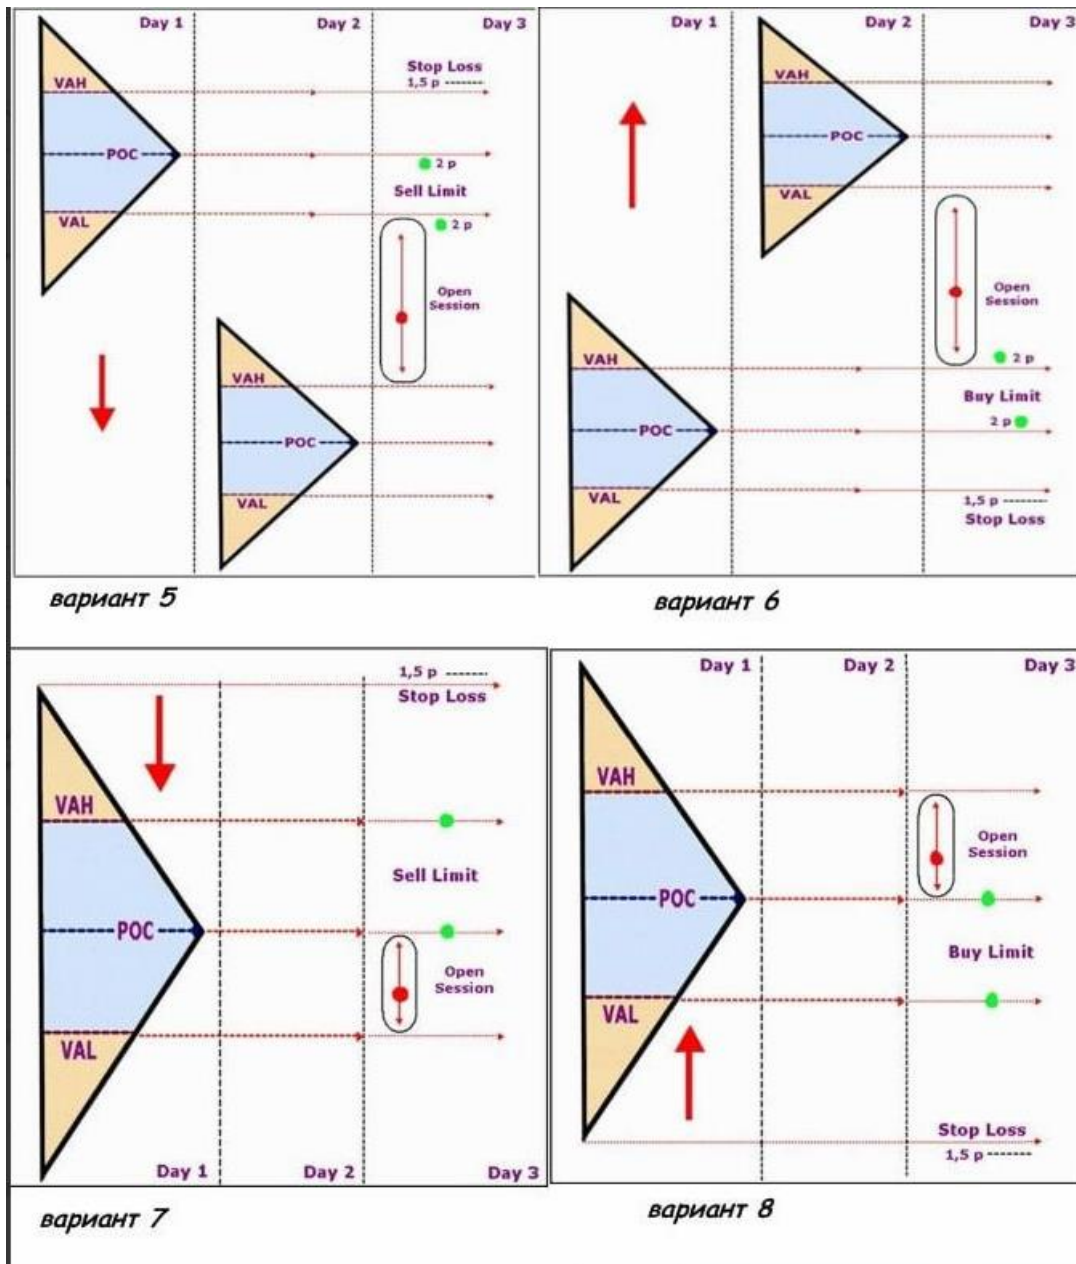 Day 1
Day 2
Day 3
VAH
Stop Loss
1,5 p
POC
2 p
Sell Limit
VAL
2 p
Open
Session
VAH
POC
VAL
вариант 5
Day 1
Day 2
Day 3
VAH
POC
VAL
Open
Session
VAH
2 p
Buy Limit
POC
2 p
VAL
1,5 p
Stop Loss
вариант 6
1,5 p
Stop Loss
VAH
Sell Limit
POC
Open
Session
VAL
Day 1
Day 2
Day 3
вариант 7
Day 1
Day 2
Day 3
VAH
Open
Session
POC
Buy Limit
VAL
Stop Loss
1,5 p
вариант 8